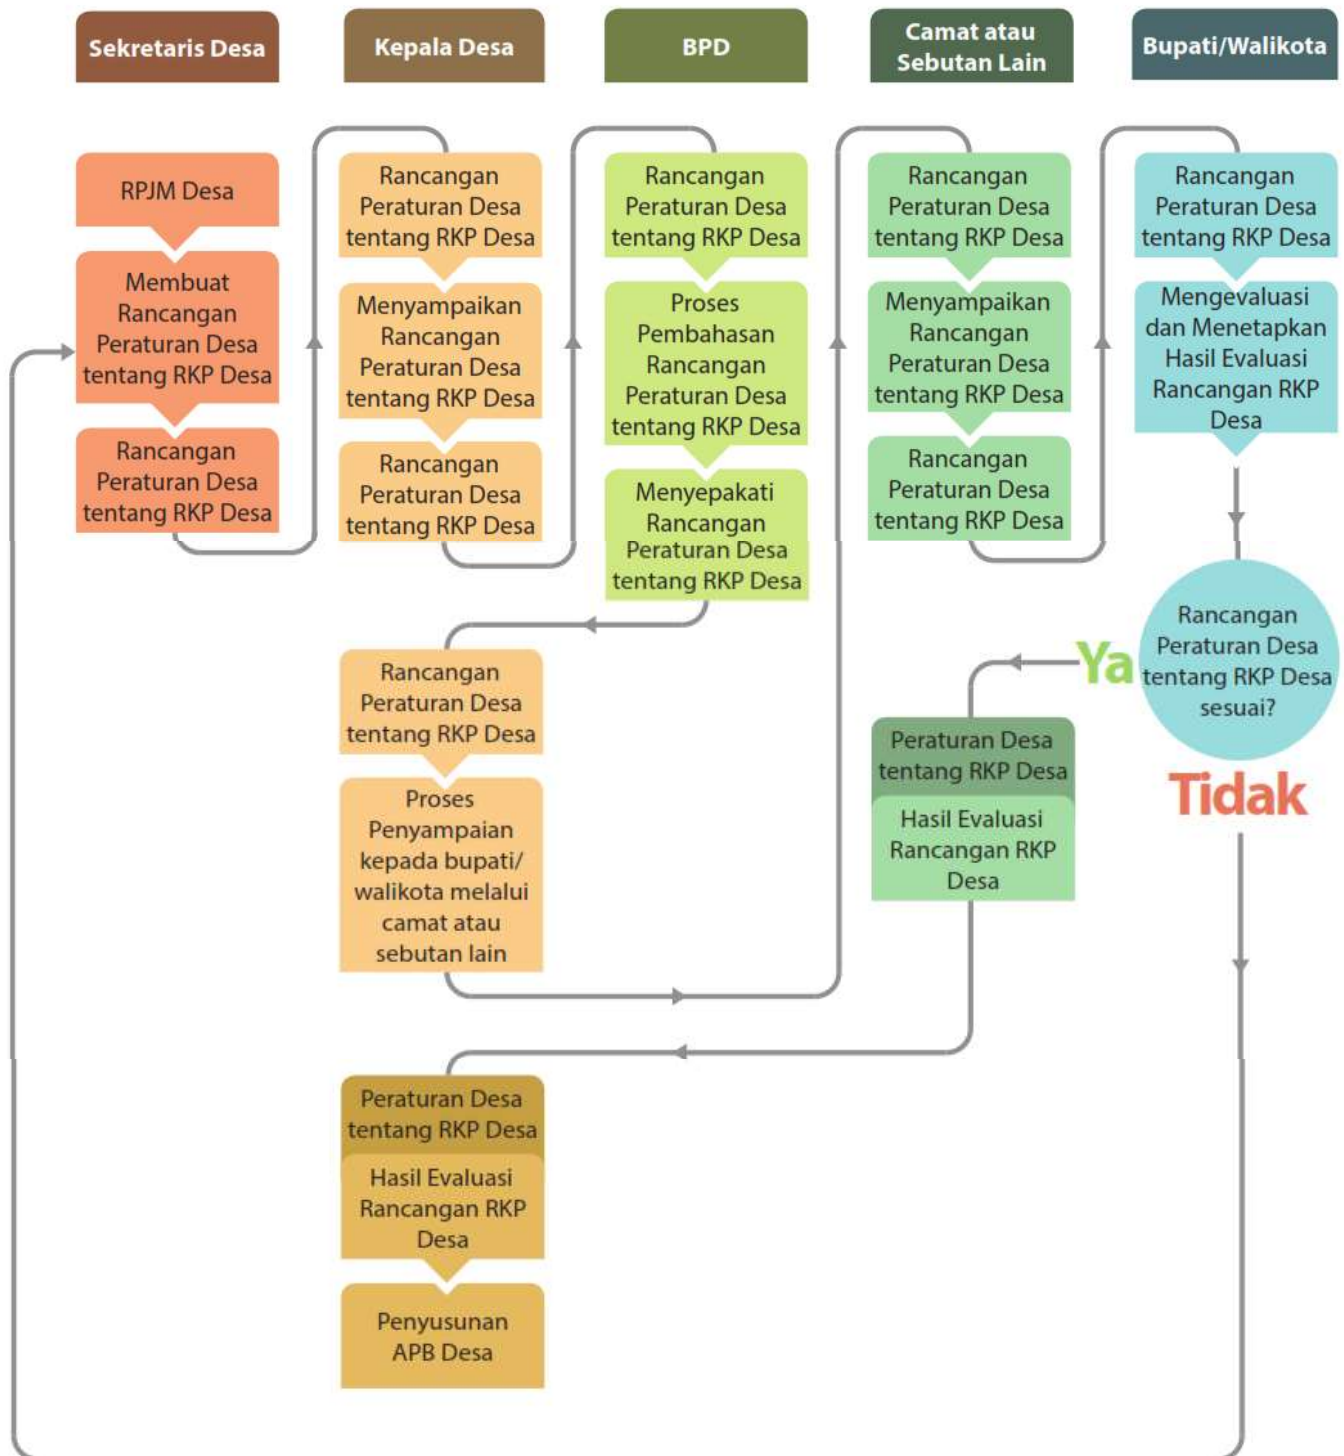 Sekretaris Desa
Kepala Desa
BPD
Camat atau
Sebutan Lain
Bupati/Walikota
RPJM Desa
Membuat
Rancangan
Peraturan Desa
tentang RKP Desa
Rancangan
Peraturan Desa
tentang RKP Desa
Rancangan
Peraturan Desa
tentang RKP Desa
Menyampaikan
Rancangan
Peraturan Desa
tentang RKP Desa
Rancangan
Peraturan Desa
tentang RKP Desa
Rancangan
Peraturan Desa
tentang RKP Desa
Proses
Pembahasan
Rancangan
Peraturan Desa
tentang RKP Desa
Menyepakati
Rancangan
Peraturan Desa
tentang RKP Desa
Rancangan
Peraturan Desa
tentang RKP Desa
Proses
Penyampaian
kepada bupati/
walikota melalui
camat atau
sebutan lain
Rancangan
Peraturan Desa
tentang RKP Desa
Menyampaikan
Rancangan
Peraturan Desa
tentang RKP Desa
Rancangan
Peraturan Desa
tentang RKP Desa
Rancangan
Peraturan Desa
tentang RKP Desa
Mengevaluasi
dan Menetapkan
Hasil Evaluasi
Rancangan RKP
Desa
Rancangan
Peraturan Desa
tentang RKP Desa
sesuai?
Ya
Tidak
Peraturan Desa
tentang RKP Desa
Hasil Evaluasi
Rancangan RKP
Desa
Peraturan Desa
tentang RKP Desa
Hasil Evaluasi
Rancangan RKP
Desa
Penyusunan
APB Desa